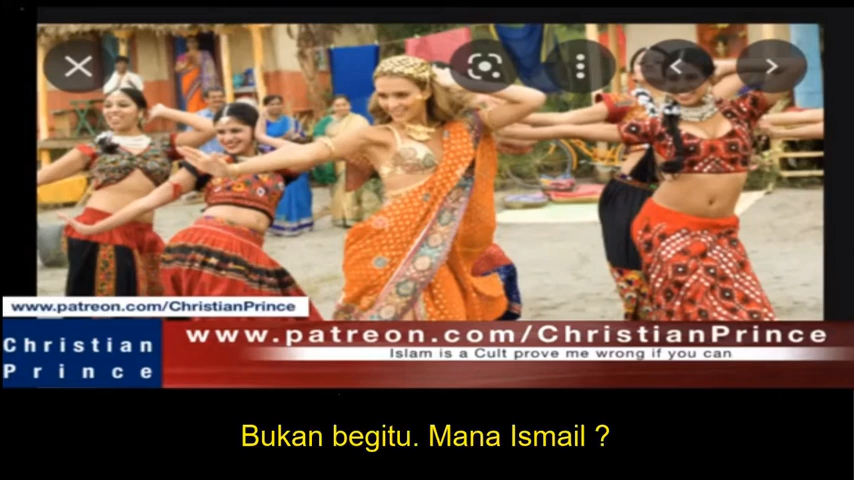 www.patreon.com/ChristianPrince
www.patreon.com/ChristianPrince
Islam is a Cult prove me wrong if you can
Christian
Prince
Bukan begitu. Mana Ismail ?